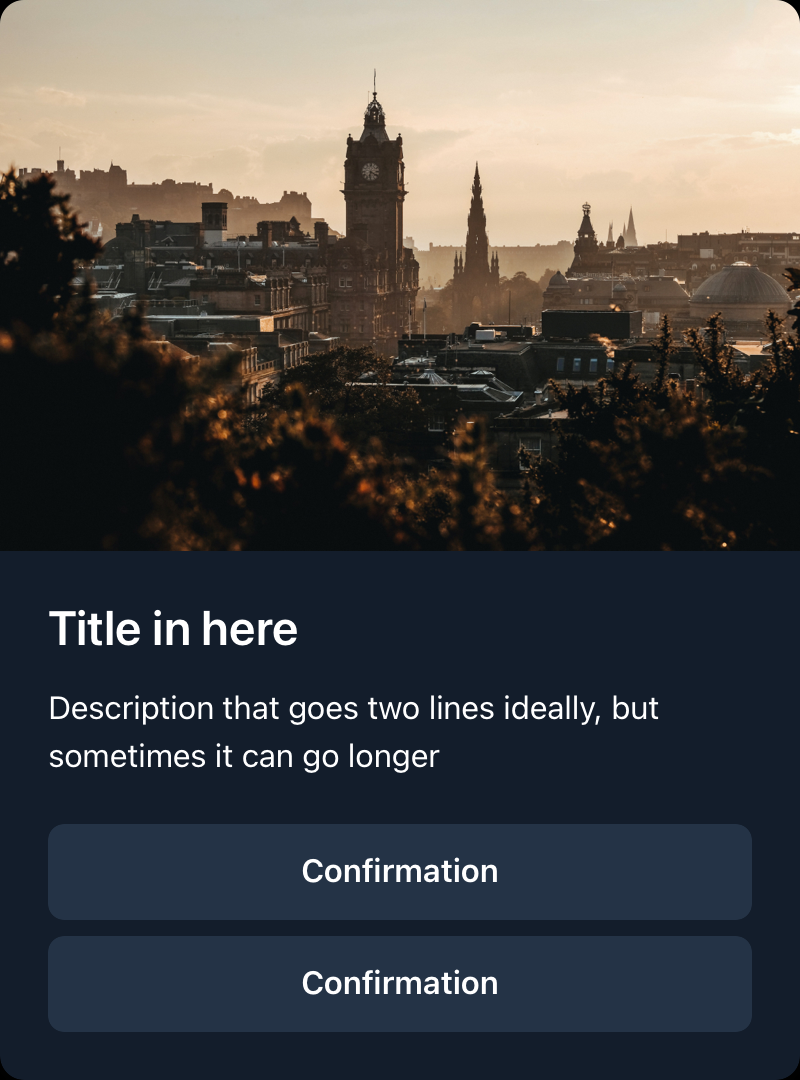 Title in here
Description that goes two lines ideally, but
sometimes it can go longer
Confirmation
Confirmation